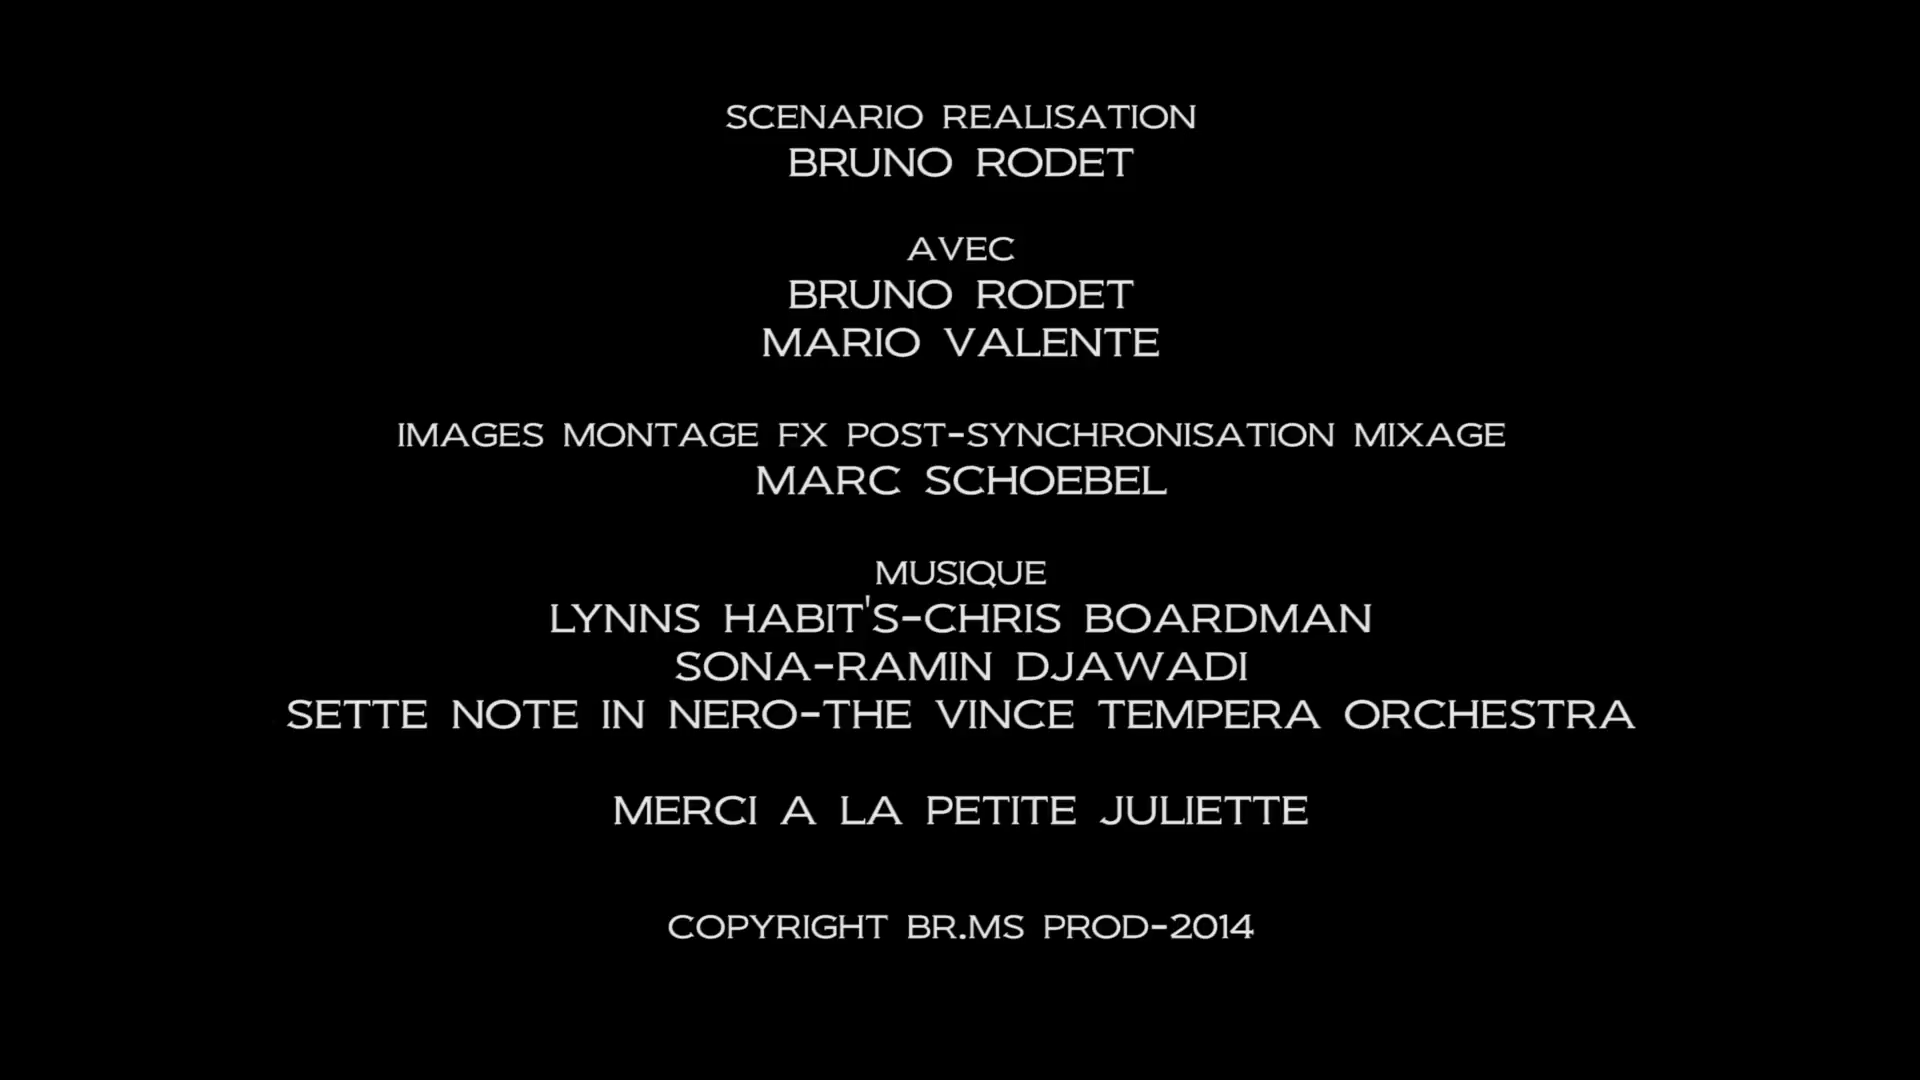 SCENARIO REALISATION
BRUNO RODET
AVEC
BRUNO RODET
MARIO VALENTE
IMAGES MONTAGE FX POST-SYNCHRONISATION MIXAGE
MARC SCHOEBEL
MUSIQUE
LYNNS HABIT'S-CHRIS BOARDMAN
SONA-RAMIN DJAWADI
SETTE NOTE IN NERO-THE VINCE TEMPERA ORCHESTRA
MERCI A LA PETITE JULIETTE
COPYRIGHT BR.MS PROD-2014